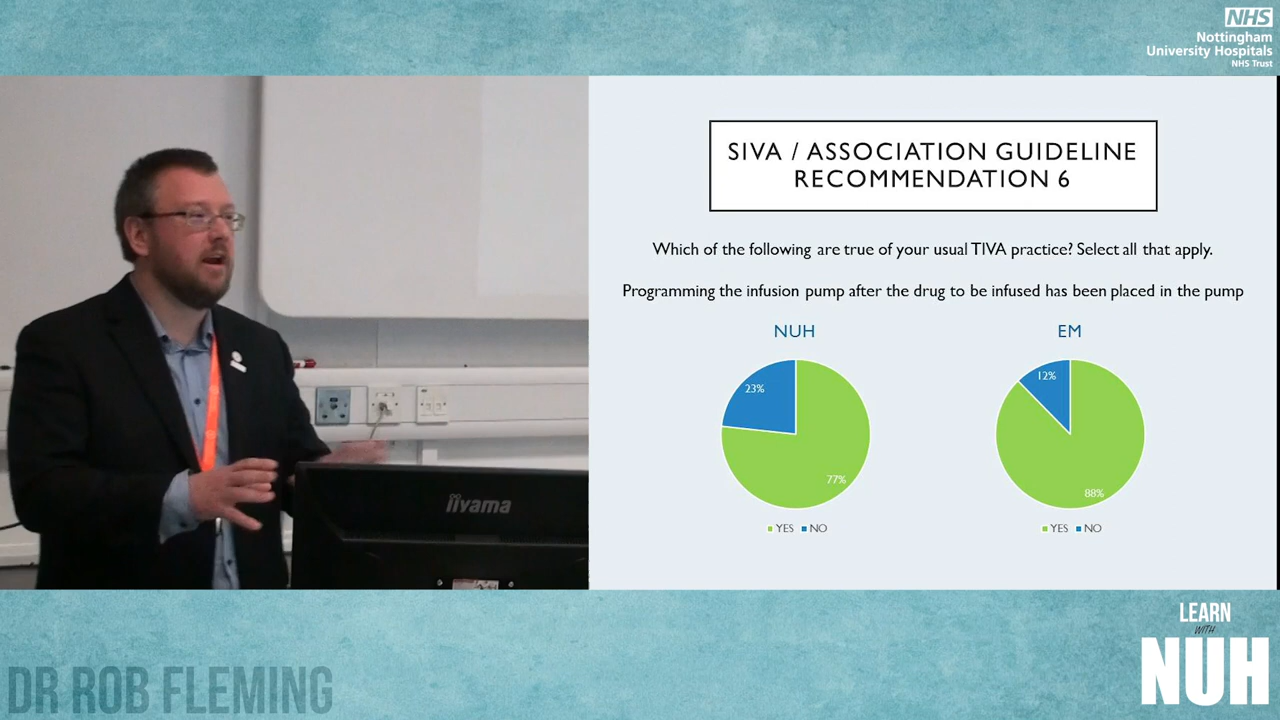 NHS
Nottingham
University Hospitals
NHS Trust
SIVA / ASSOCIATION GUIDELINE
RECOMMENDATION 6
Which of the following are true of your usual TIVA practice? Select all that apply.
Programming the infusion pump after the drug to be infused has been placed in the pump
NUH
EM
23%
77%
12%
88%
YES NO
YES NO
iiyama
DR ROB FLEMING
LEARN
WITH
NUH